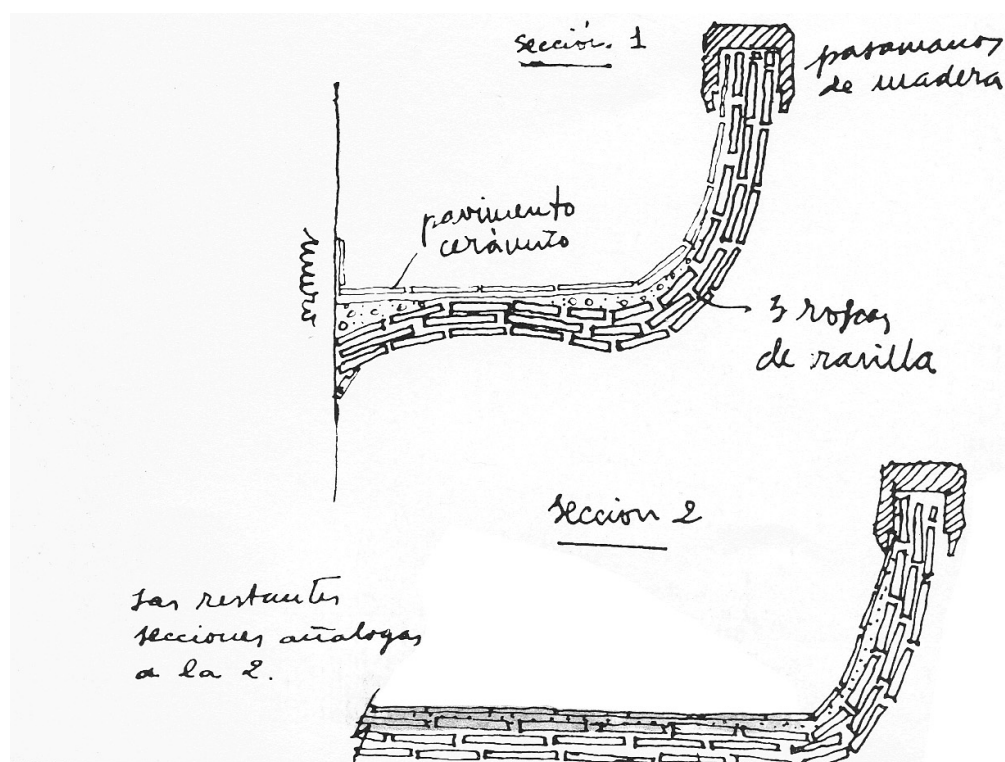 sección. 1
pasamanos
de madera
pavimento
cerámito
muro
3 roscas
de rasilla
sección 2
Las restantes
secciones análogas
a la 2.